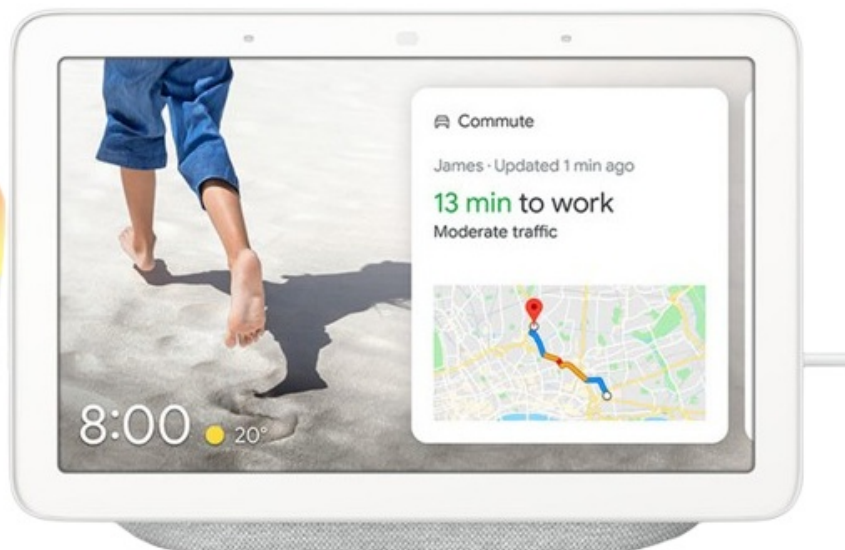 Commute
James · Updated 1 min ago
13 min to work
Moderate traffic
8:00 20°